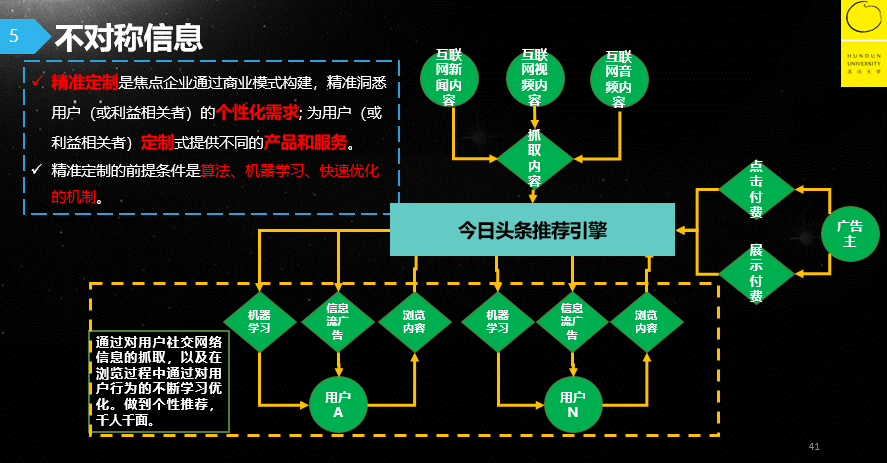 5
不对称信息
HUNDUN
UNIVERSITY
混沌大学
✓ 精准定制是焦点企业通过商业模式构建，精准洞悉
用户（或利益相关者）的个性化需求; 为用户（或
利益相关者）定制式提供不同的产品和服务。
✓ 精准定制的前提条件是算法、机器学习、快速优化
的机制。
互联
网新
闻内
容
互联
网视
频内
容
互联
网音
频内
容
抓
取
内
容
今日头条推荐引擎
点
击
付
费
展
示
付
费
广告
主
机器
学习
信息
流广
告
浏览
内容
机器
学习
信息
流广
告
浏览
内容
用户
A
用户
N
通过对用户社交网络
信息的抓取，以及在
浏览过程中通过对用
户行为的不断学习优
化。做到个性推荐，
千人千面。
41